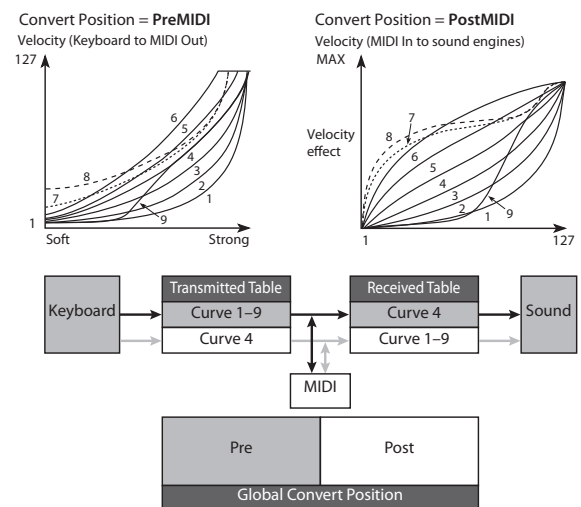 Convert Position = PreMIDI
Velocity (Keyboard to MIDI Out)
127
6
5
8
4
3
7
2
1
9
1
Soft
Strong
Convert Position = PostMIDI
Velocity (MIDI In to sound engines)
MAX
7
8
Velocity
effect
6
5
4
3
2
1
9
1
127
Keyboard
Transmitted Table
Curve 1–9
Curve 4
Received Table
Curve 4
Curve 1–9
Sound
MIDI
Pre
Post
Global Convert Position